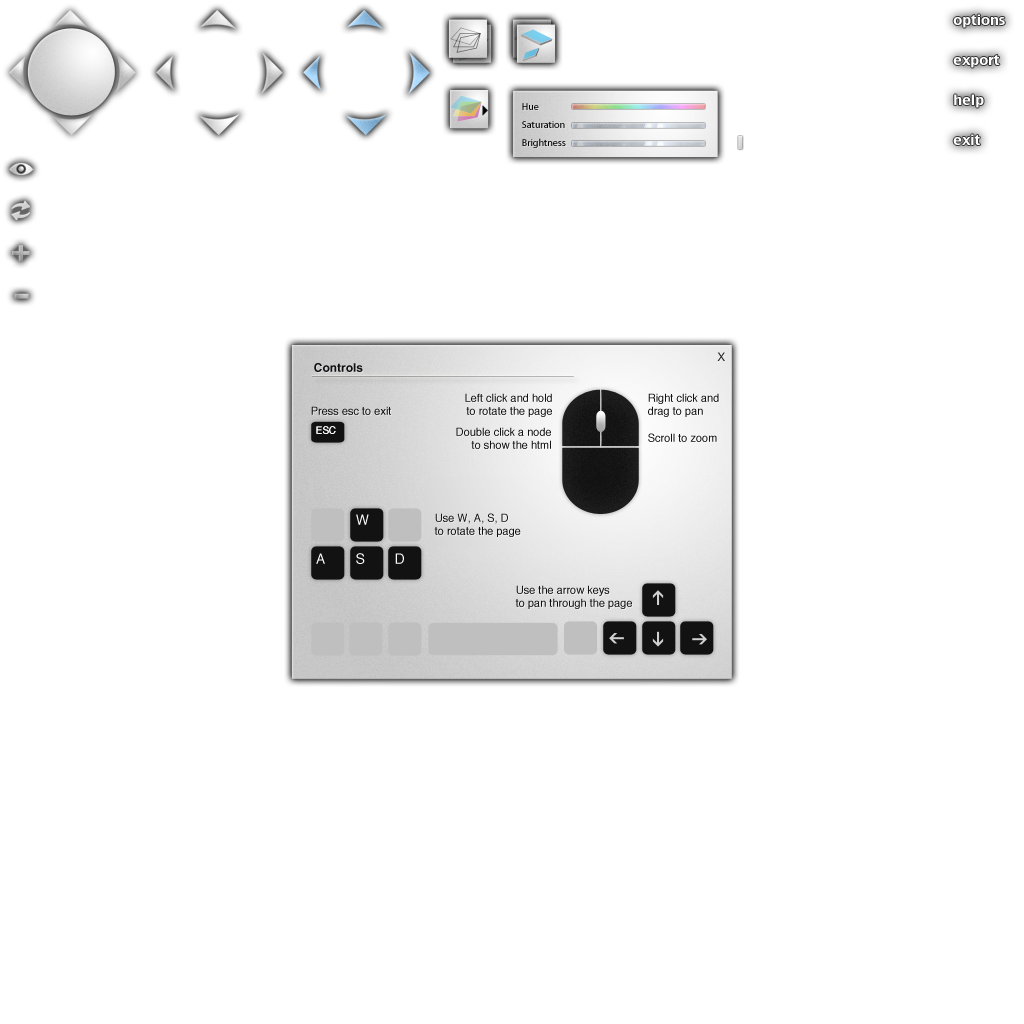 options
export
help
exit
Hue
Saturation
Brightness
X
Controls
Press esc to exit
ESC
Left click and hold
to rotate the page
Double click a node
to show the html
Right click and
drag to pan
Scroll to zoom
W
A S D
Use W, A, S, D
to rotate the page
Use the arrow keys
to pan through the page